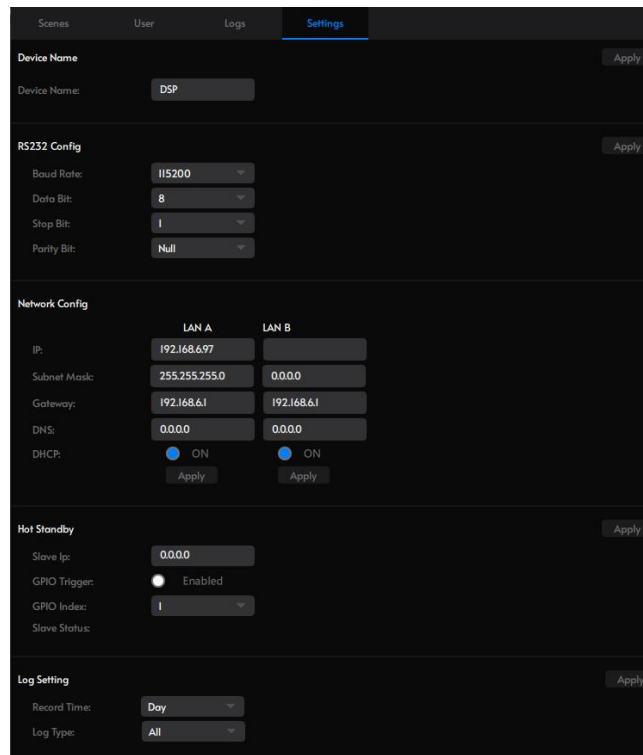 Scenes User Logs Settings
Device Name Apply
Device Name: DSP
RS232 Config Apply
Baud Rate: 115200
Data Bit: 8
Stop Bit: 1
Parity Bit: Null
Network Config
LAN A LAN B
IP: 192.168.6.97
Subnet Mask: 255.255.255.0 0.0.0.0
Gateway: 192.168.6.1 192.168.6.1
DNS: 0.0.0.0 0.0.0.0
DHCP: ON ON
Apply Apply
Hot Standby Apply
Slave Ip: 0.0.0.0
GPIO Trigger: Enabled
GPIO Index: 1
Slave Status:
Log Setting Apply
Record Time: Day
Log Type: All